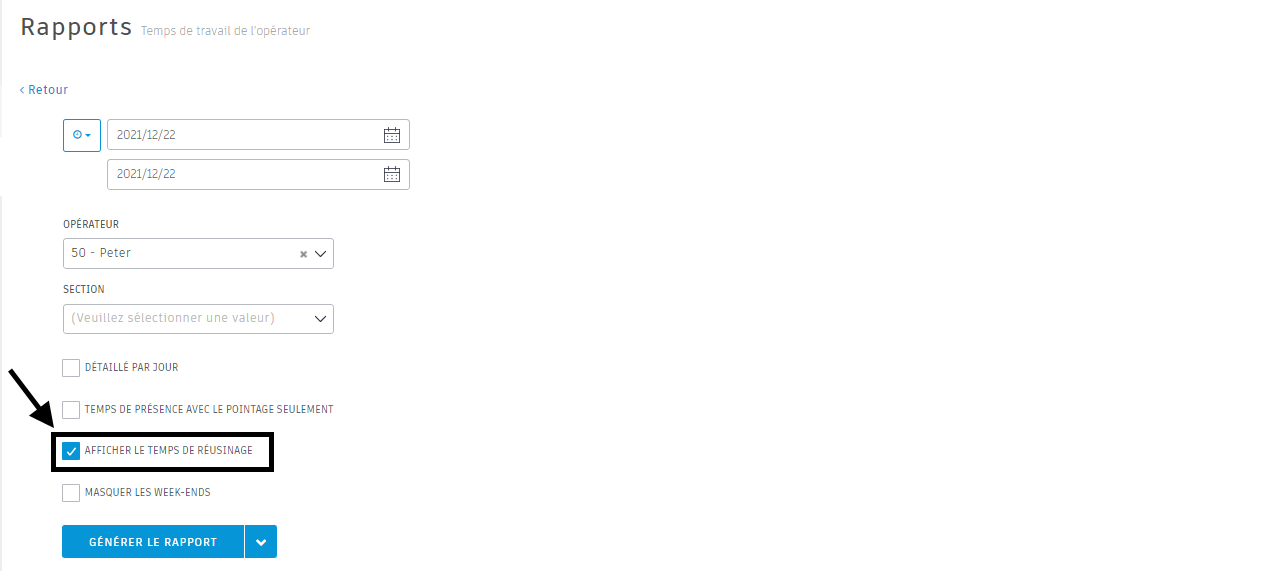 Rapports Temps de travail de l'opérateur
< Retour
2021/12/22
2021/12/22
OPÉRATEUR
50 - Peter
SECTION
(Veuillez sélectionner une valeur)
DÉTAILLÉ PAR JOUR
TEMPS DE PRÉSENCE AVEC LE POINTAGE SEULEMENT
AFFICHER LE TEMPS DE RÉUSINAGE
MASQUER LES WEEK-ENDS
GÉNÉRER LE RAPPORT